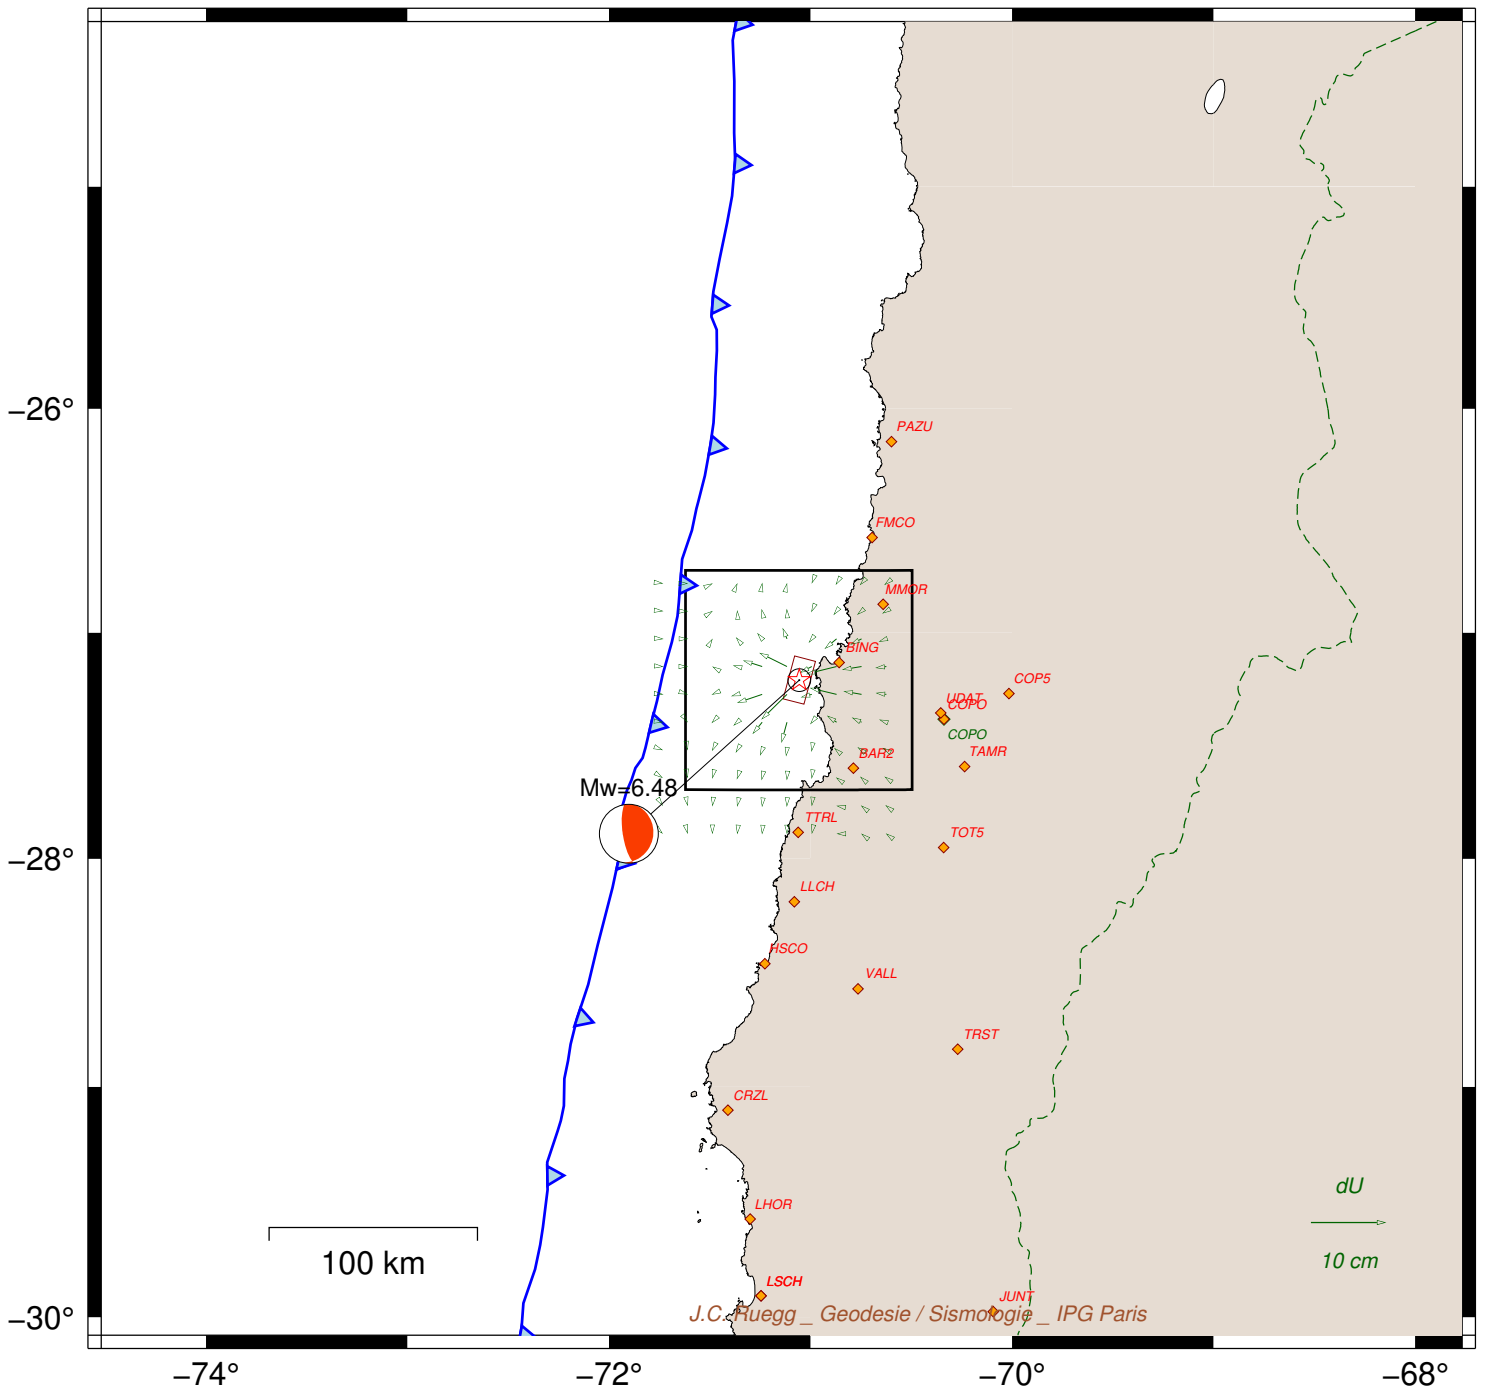 −26°
PAZU
FMCO
MMOR
BING
COP5
UDAT
COPO
COPO
BAR2
TAMR
Mw=6.48
TTRL
TOT5
−28°
LLCH
HSCO
VALL
TRST
CRZL
dU
LHOR
100 km
10 cm
LSCH
JUNT
−30°
J.C. Ruegg _ Geodesie / Sismologie _ IPG Paris
−74°
−72°
−70°
−68°